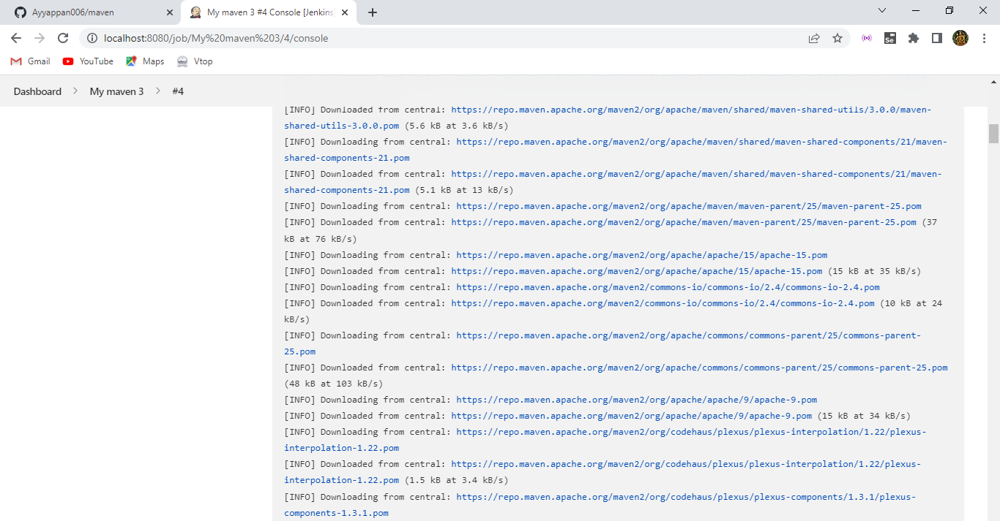 Ayyappan006/maven
My maven 3 #4 Console [Jenkins]
localhost:8080/job/My%20maven%203/4/console
Se
Gmail
YouTube
Maps
Vtop
Dashboard > My maven 3 > #4
[INFO] Downloaded from central: https://repo.maven.apache.org/maven2/org/apache/maven/shared/maven-shared-utils/3.0.0/maven-
shared-utils-3.0.0.pom (5.6 kB at 3.6 kB/s)
[INFO] Downloading from central: https://repo.maven.apache.org/maven2/org/apache/maven/shared/maven-shared-components/21/maven-
shared-components-21.pom
[INFO] Downloaded from central: https://repo.maven.apache.org/maven2/org/apache/maven/shared/maven-shared-components/21/maven-
shared-components-21.pom (5.1 kB at 13 kB/s)
[INFO] Downloading from central: https://repo.maven.apache.org/maven2/org/apache/maven/maven-parent/25/maven-parent-25.pom
[INFO] Downloaded from central: https://repo.maven.apache.org/maven2/org/apache/maven/maven-parent/25/maven-parent-25.pom (37
kB at 76 kB/s)
[INFO] Downloading from central: https://repo.maven.apache.org/maven2/org/apache/apache/15/apache-15.pom
[INFO] Downloaded from central: https://repo.maven.apache.org/maven2/org/apache/apache/15/apache-15.pom (15 kB at 35 kB/s)
[INFO] Downloading from central: https://repo.maven.apache.org/maven2/commons-io/commons-io/2.4/commons-io-2.4.pom
[INFO] Downloaded from central: https://repo.maven.apache.org/maven2/commons-io/commons-io/2.4/commons-io-2.4.pom (10 kB at 24
kB/s)
[INFO] Downloading from central: https://repo.maven.apache.org/maven2/org/apache/commons/commons-parent/25/commons-parent-
25.pom
[INFO] Downloaded from central: https://repo.maven.apache.org/maven2/org/apache/commons/commons-parent/25/commons-parent-25.pom
(48 kB at 103 kB/s)
[INFO] Downloading from central: https://repo.maven.apache.org/maven2/org/apache/apache/9/apache-9.pom
[INFO] Downloaded from central: https://repo.maven.apache.org/maven2/org/apache/apache/9/apache-9.pom (15 kB at 34 kB/s)
[INFO] Downloading from central: https://repo.maven.apache.org/maven2/org/codehaus/plexus/plexus-interpolation/1.22/plexus-
interpolation-1.22.pom
[INFO] Downloaded from central: https://repo.maven.apache.org/maven2/org/codehaus/plexus/plexus-interpolation/1.22/plexus-
interpolation-1.22.pom (1.5 kB at 3.4 kB/s)
[INFO] Downloading from central: https://repo.maven.apache.org/maven2/org/codehaus/plexus/plexus-components/1.3.1/plexus-
components-1.3.1.pom